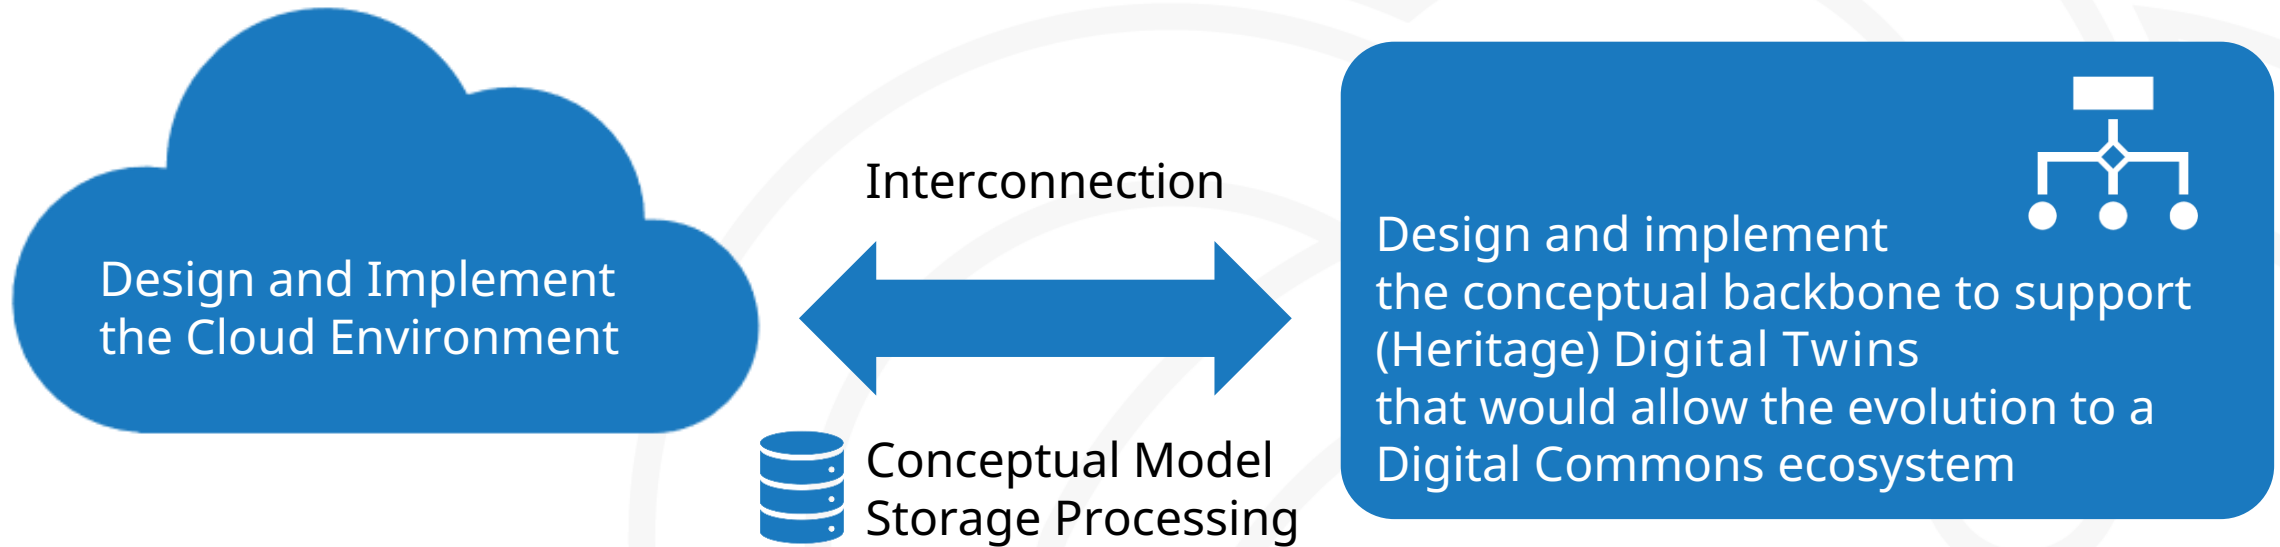 Design and Implement
the Cloud Environment
Interconnection
Conceptual Model
Storage Processing
Design and implement
the conceptual backbone to support
(Heritage) Digital Twins
that would allow the evolution to a
Digital Commons ecosystem